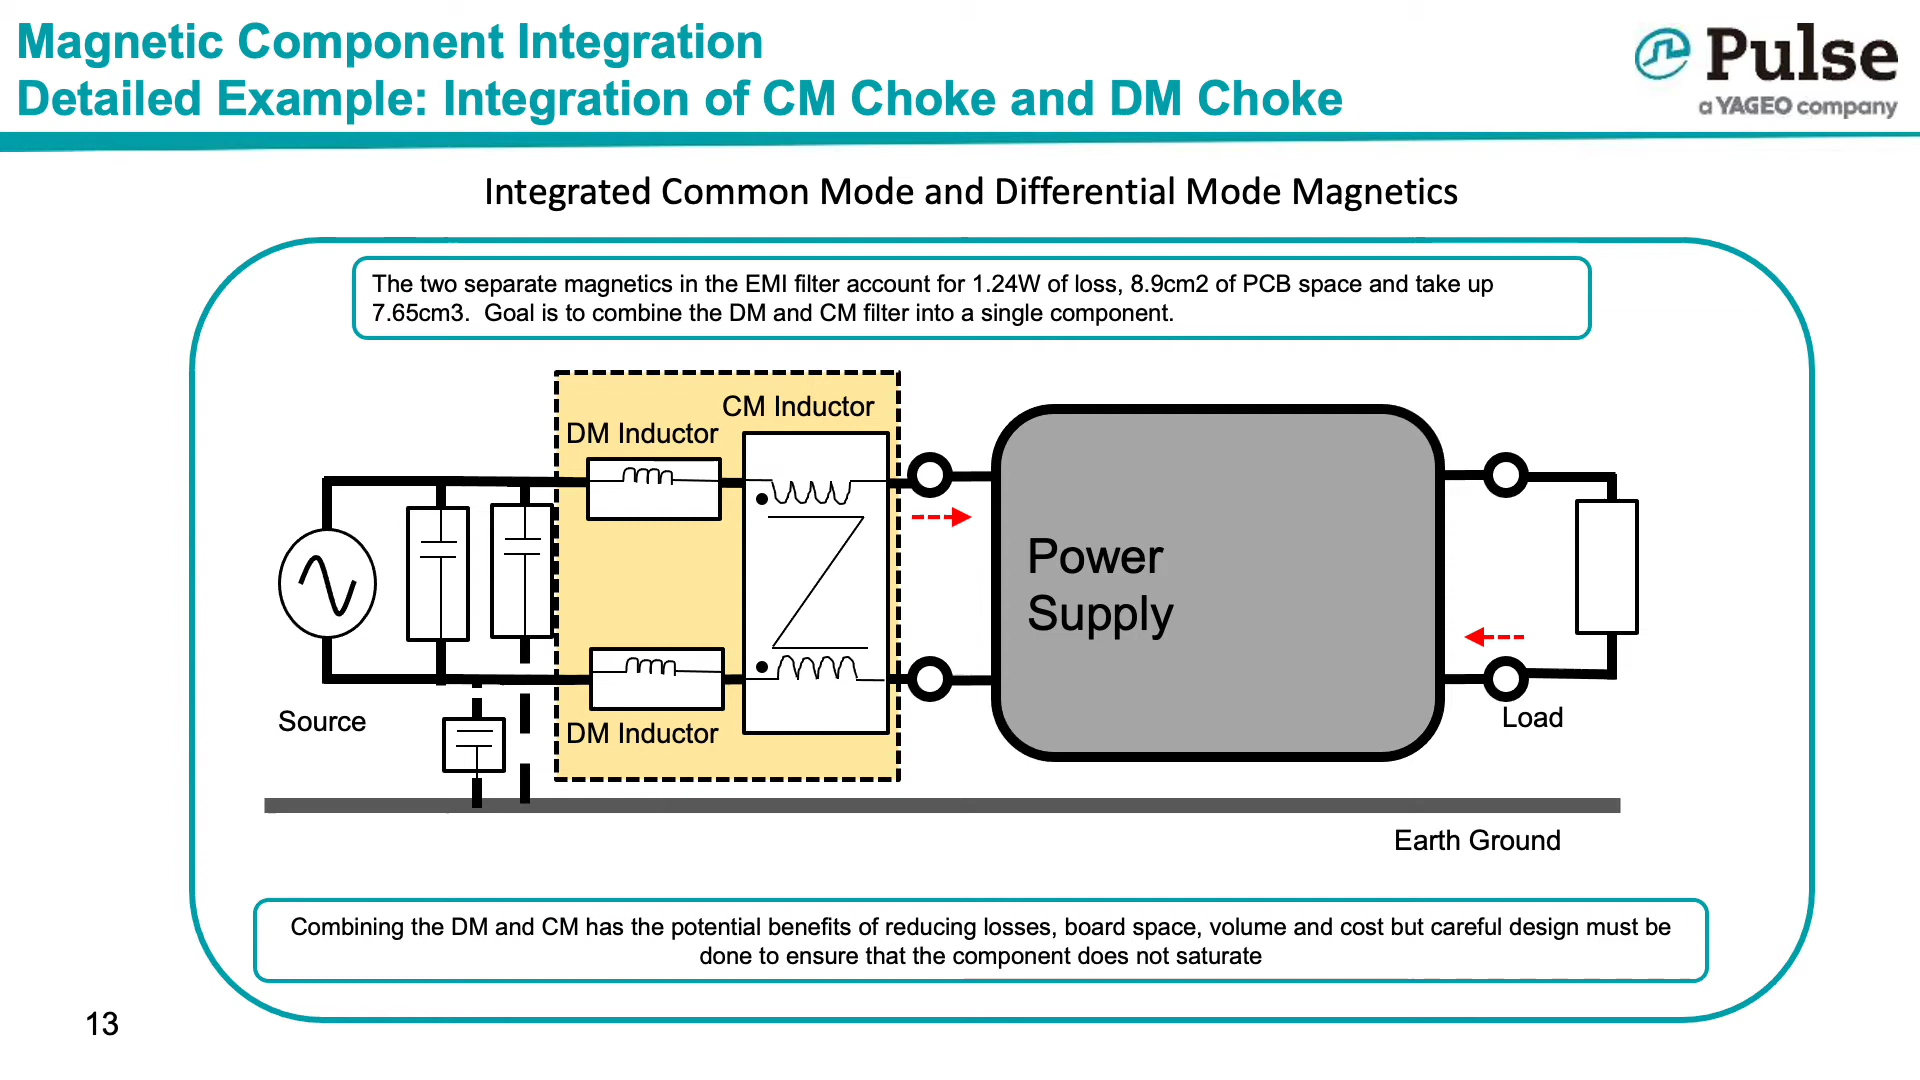 Magnetic Component Integration
Detailed Example: Integration of CM Choke and DM Choke
Pulse
a YAGEO company
Integrated Common Mode and Differential Mode Magnetics
The two separate magnetics in the EMI filter account for 1.24W of loss, 8.9cm2 of PCB space and take up
7.65cm3.  Goal is to combine the DM and CM filter into a single component.
CM Inductor
DM Inductor
Power
Supply
Source
DM Inductor
Load
Earth Ground
Combining the DM and CM has the potential benefits of reducing losses, board space, volume and cost but careful design must be
done to ensure that the component does not saturate
13